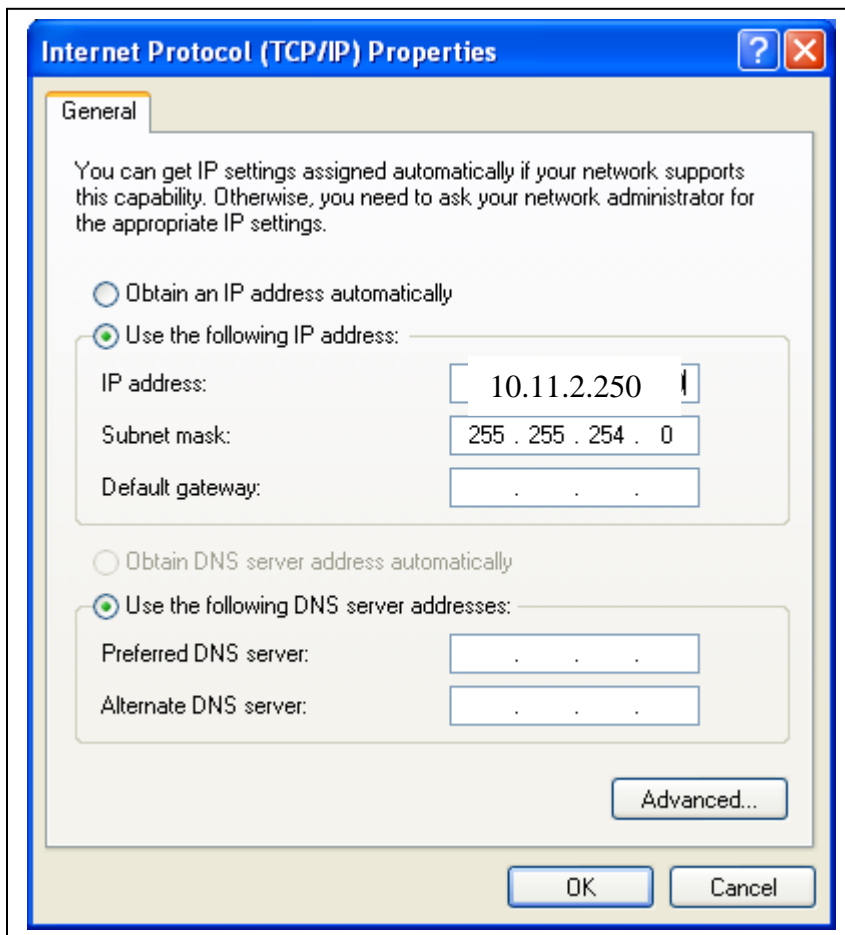 Internet Protocol (TCP/IP) Properties
General
You can get IP settings assigned automatically if your network supports
this capability. Otherwise, you need to ask your network administrator for
the appropriate IP settings.
Obtain an IP address automatically
Use the following IP address:
IP address: 10.11.2.250
Subnet mask: 255 . 255 . 254 . 0
Default gateway: . . .
Obtain DNS server address automatically
Use the following DNS server addresses:
Preferred DNS server: . . .
Alternate DNS server: . . .
Advanced...
OK Cancel